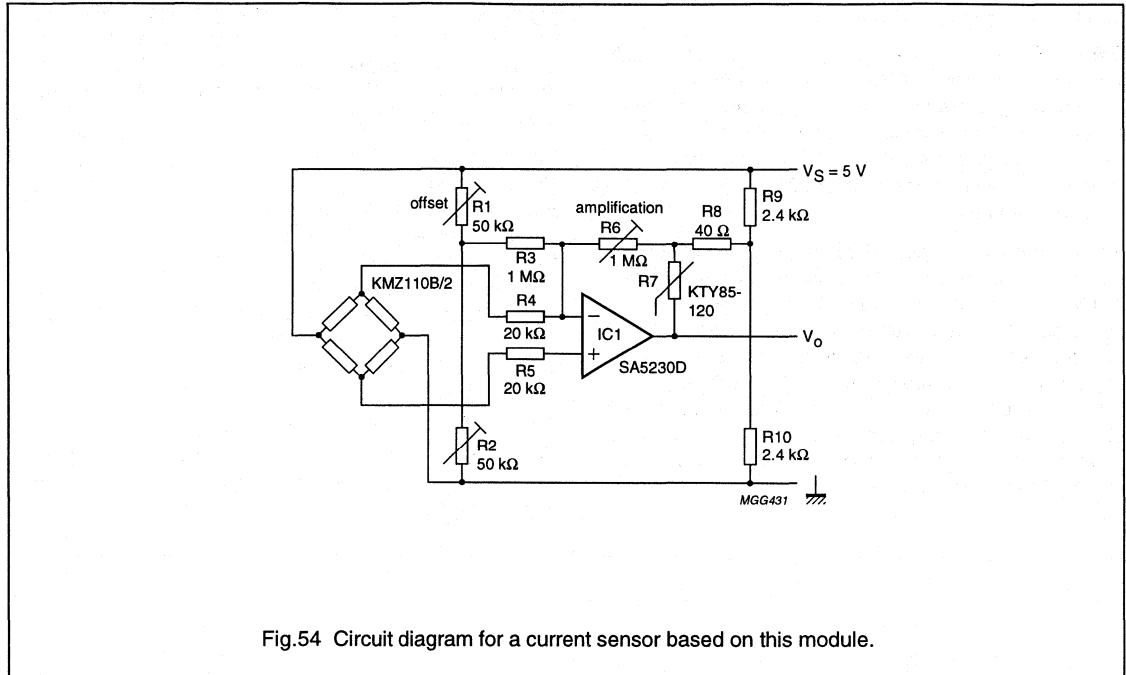 V_S = 5 V
offset
R1
50 kΩ
R9
2.4 kΩ
amplification
R6
1 MΩ
R8
40 Ω
R3
1 MΩ
R7
KTY85-
120
KMZ110B/2
R4
20 kΩ
−
IC1
+
SA5230D
V_o
R5
20 kΩ
R2
50 kΩ
R10
2.4 kΩ
MGG431
Fig.54 Circuit diagram for a current sensor based on this module.